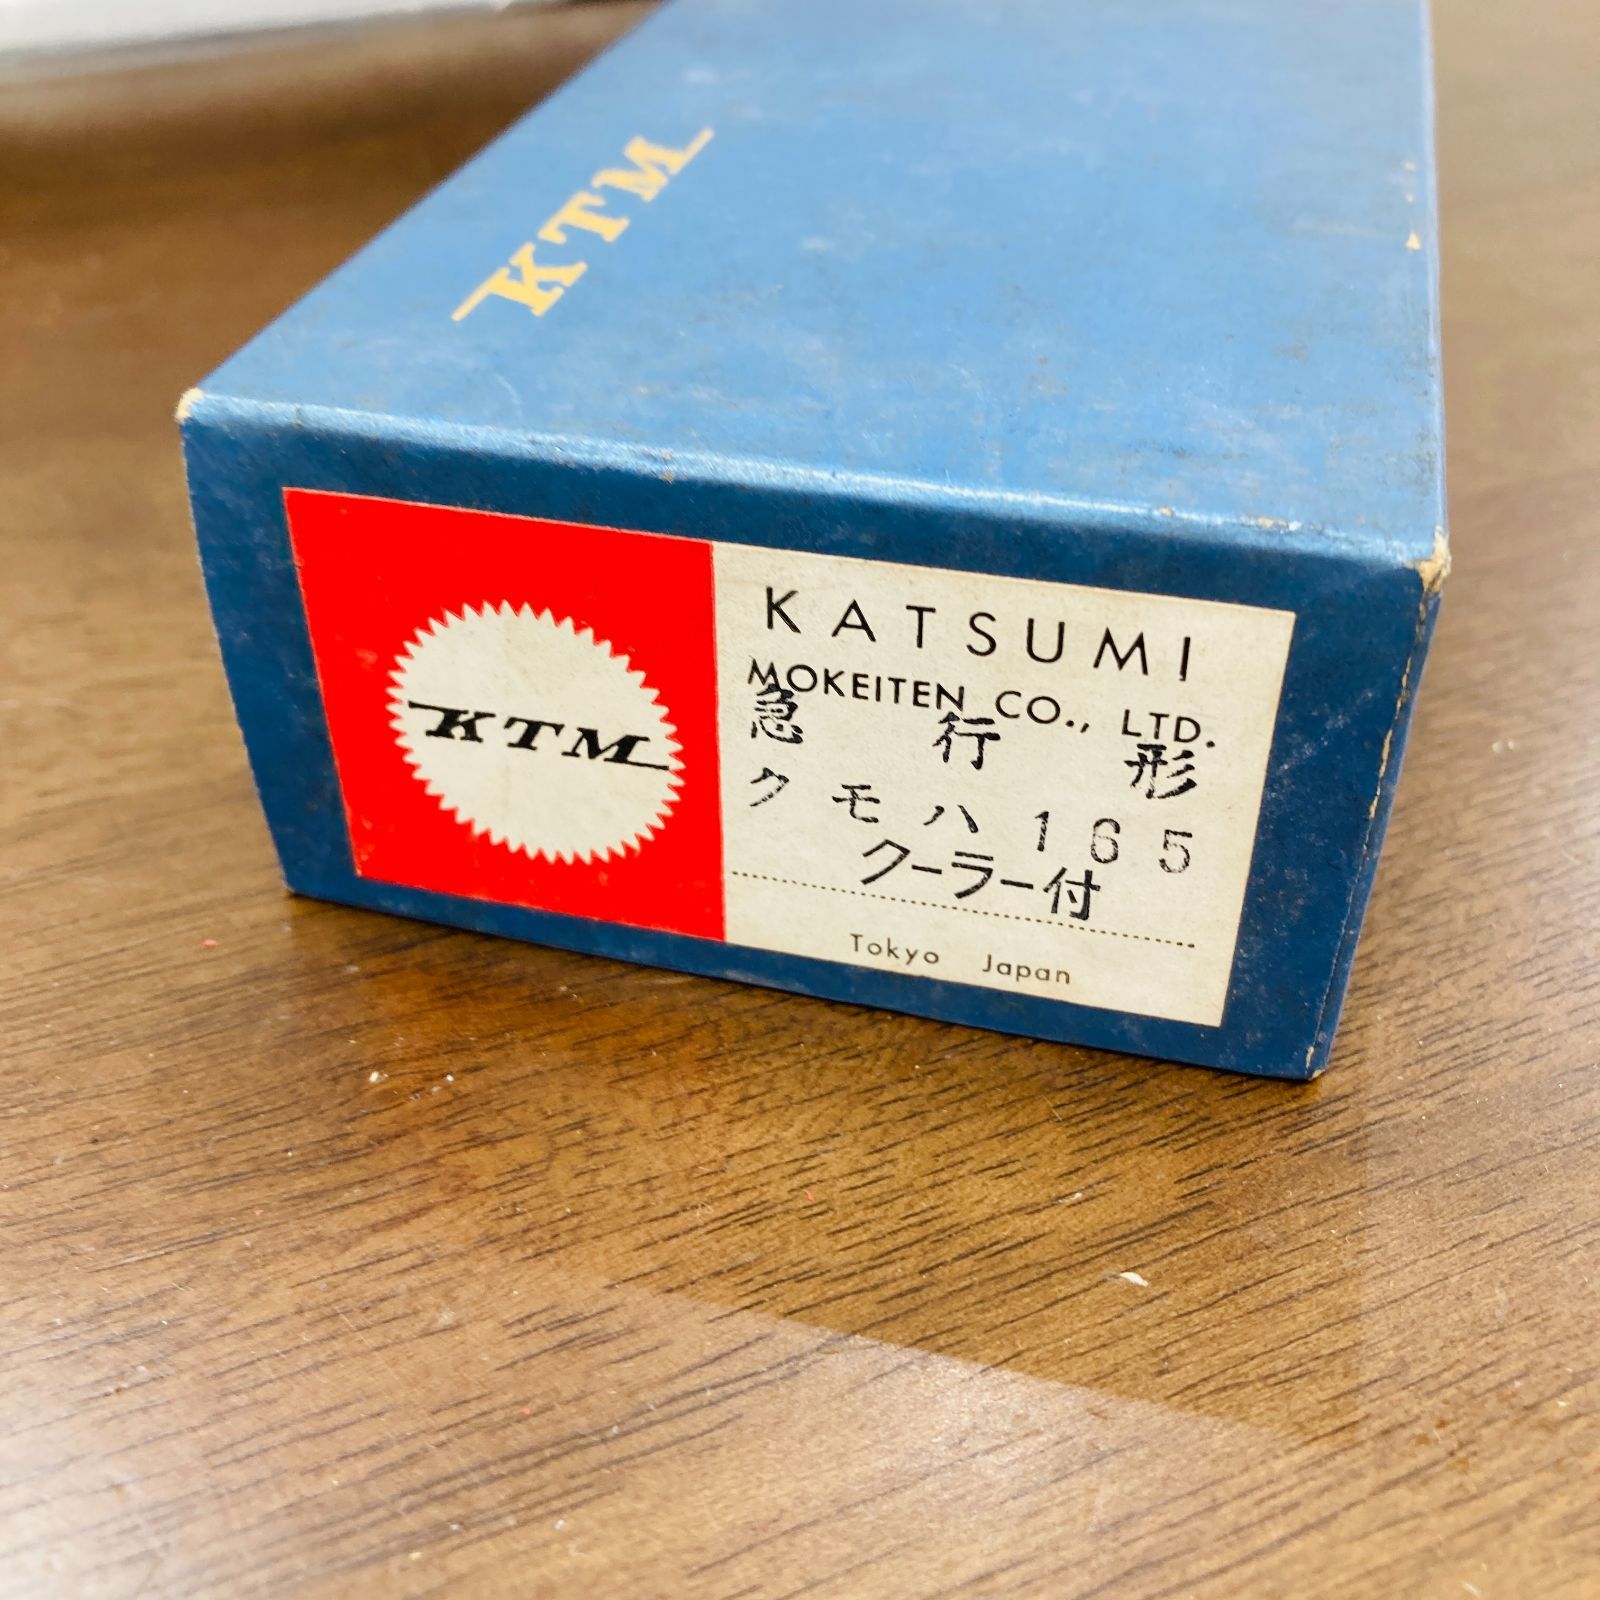 KTM
KTM
KATSUMI
MOKEITEN CO., LTD.
急行形
クモハ165
クーラー付
Tokyo Japan